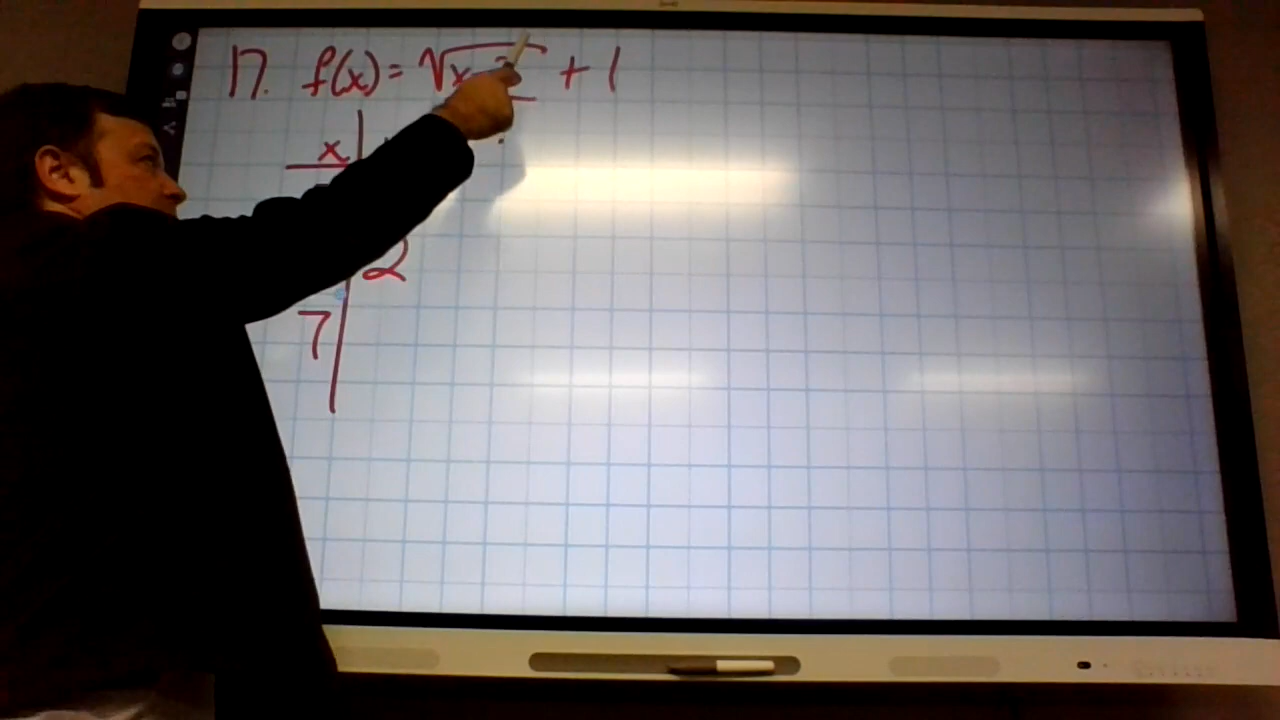 17. f(x) = √x- + 1
x
2
7